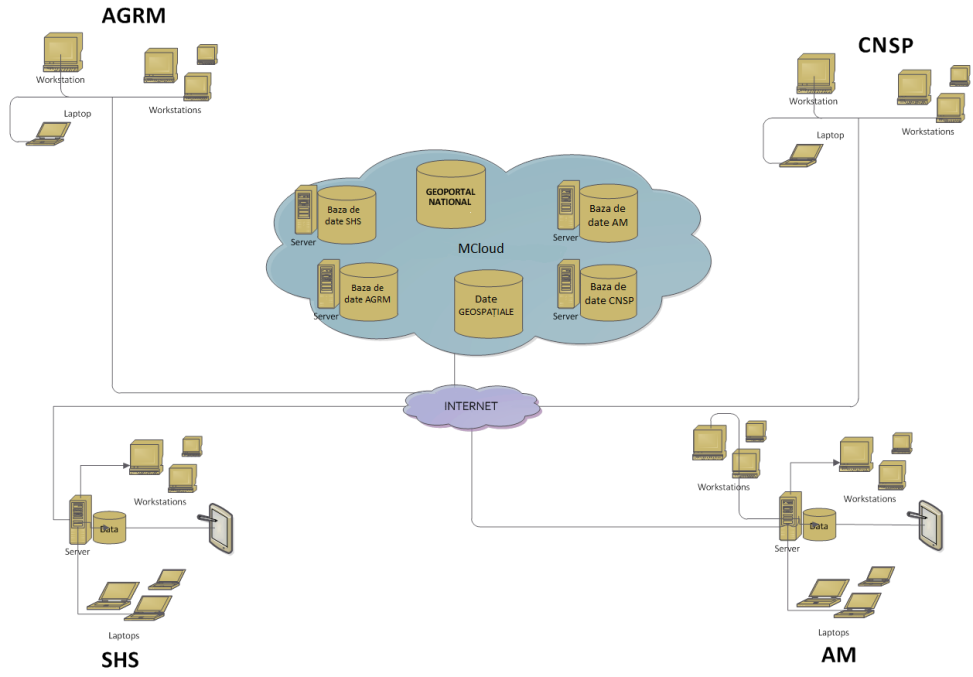 AGRM
CNSP
Workstation
Workstations
Laptop
Workstation
Workstations
Laptop
GEOPORTAL
NATIONAL
Baza de
date SHS
Server
Baza de
date AM
Server
MCloud
Baza de
date AGRM
Server
Date
GEOSPAȚIALE
Baza de
date CNSP
Server
INTERNET
Workstations
Data
Server
Laptops
SHS
Workstations
Workstations
Data
Server
Laptops
AM